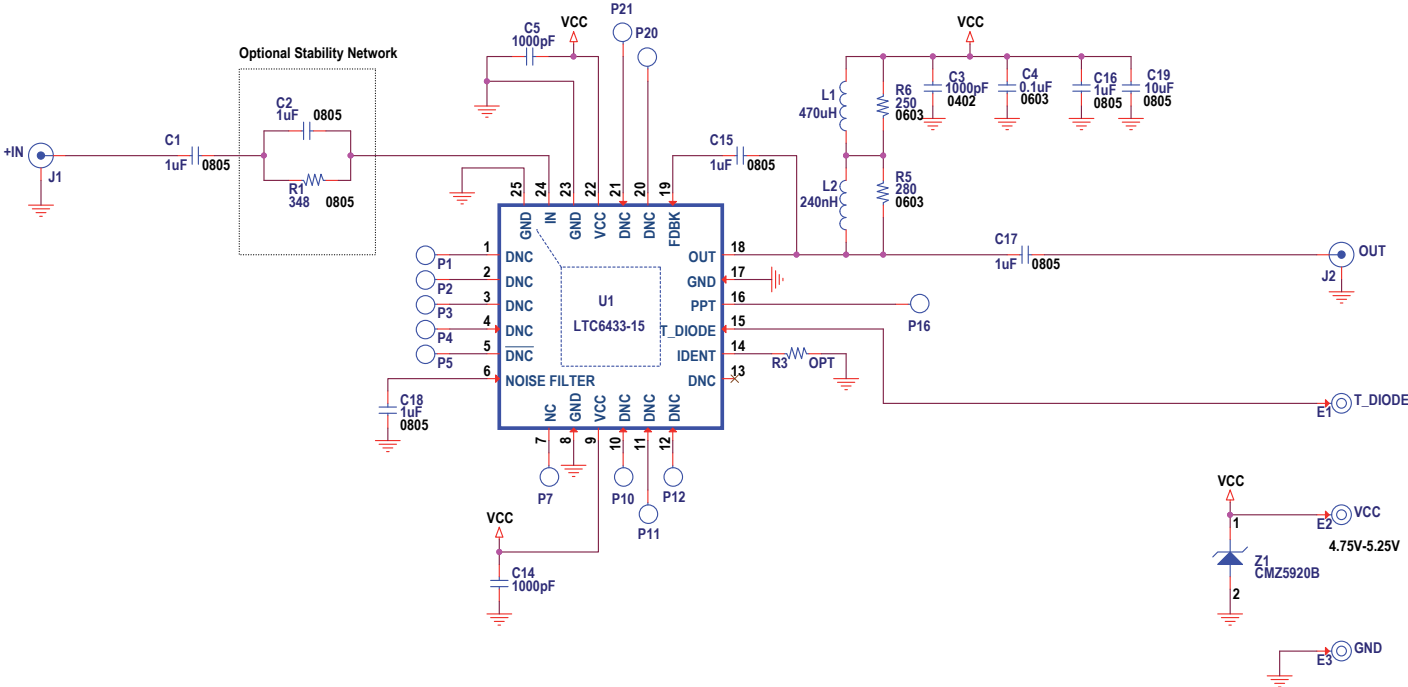 P21
C5
VCC
1000pF
P20
VCC
Optional Stability Network
C2
1uF
0805
C1
1uF
0805
+IN
J1
R1
348
0805
L1
470uH
R6
250
0603
C3
1000pF
0402
C4
0.1uF
0603
C16
1uF
0805
C19
10uF
0805
C15
1uF
0805
L2
240nH
R5
280
0603
25
24
23
22
21
20
19
GND
IN
GND
VCC
DNC
DNC
FDBK
1
DNC
P1
2
DNC
P2
3
DNC
P3
4
DNC
P4
5
DNC
P5
6
NOISE FILTER
U1
LTC6433-15
OUT
18
GND
17
PPT
16
P16
T_DIODE
15
IDENT
14
R3
OPT
DNC
13
C17
1uF
0805
OUT
J2
C18
1uF
0805
NC
GND
VCC
DNC
DNC
DNC
7
8
9
10
11
12
P7
P10
P12
P11
VCC
C14
1000pF
E1
T_DIODE
VCC
1
E2
VCC
4.75V-5.25V
Z1
CMZ5920B
2
E3
GND